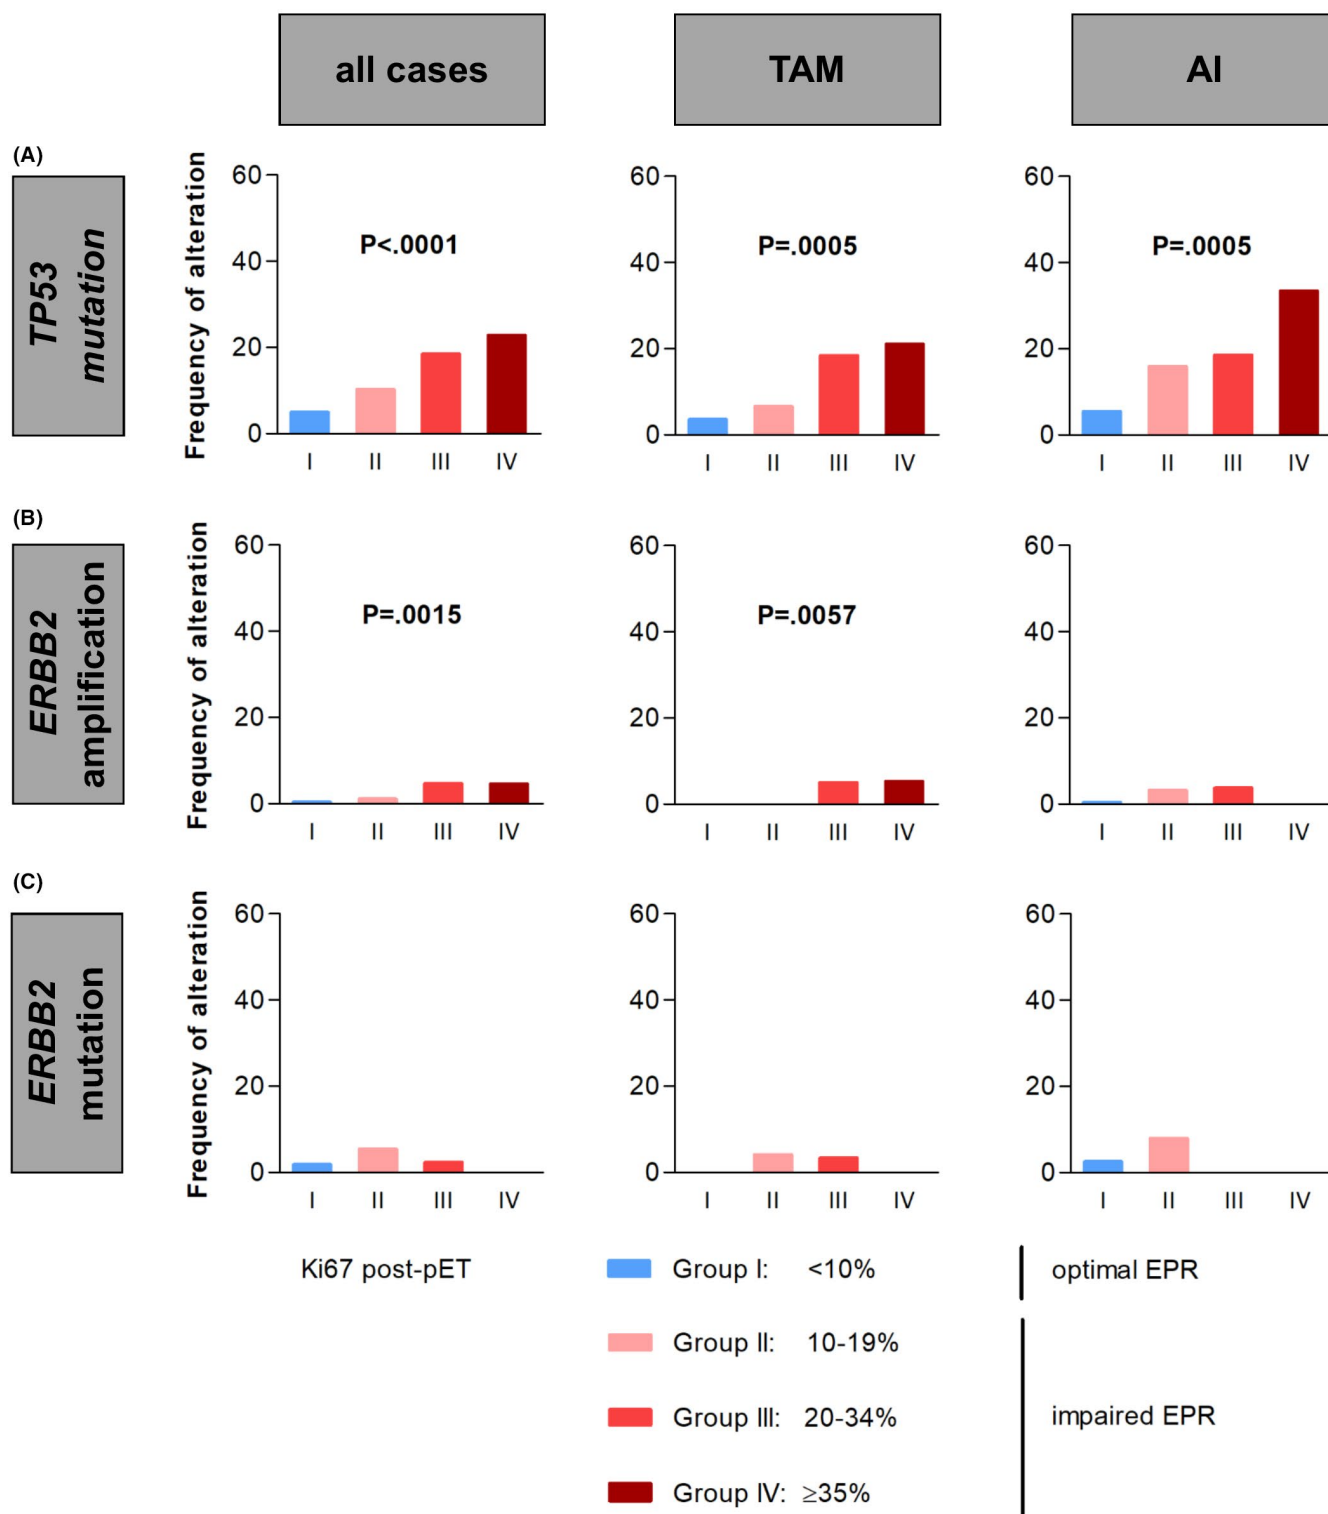 all cases
TAM
AI
(A)
TP53
mutation
Frequency of alteration
60
40
20
0
P<.0001
I II III IV
60
40
20
0
P=.0005
I II III IV
60
40
20
0
P=.0005
I II III IV
(B)
ERBB2
amplification
Frequency of alteration
60
40
20
0
P=.0015
I II III IV
60
40
20
0
P=.0057
I II III IV
60
40
20
0
I II III IV
(C)
ERBB2
mutation
Frequency of alteration
60
40
20
0
I II III IV
60
40
20
0
I II III IV
60
40
20
0
I II III IV
Ki67 post-pET
Group I: <10%
optimal EPR
Group II: 10-19%
Group III: 20-34%
impaired EPR
Group IV: ≥35%